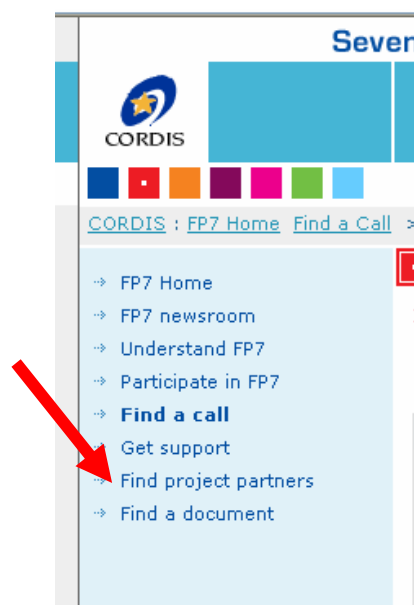 Seven
CORDIS
CORDIS : FP7 Home Find a Call >
FP7 Home
FP7 newsroom
Understand FP7
Participate in FP7
Find a call
Get support
Find project partners
Find a document